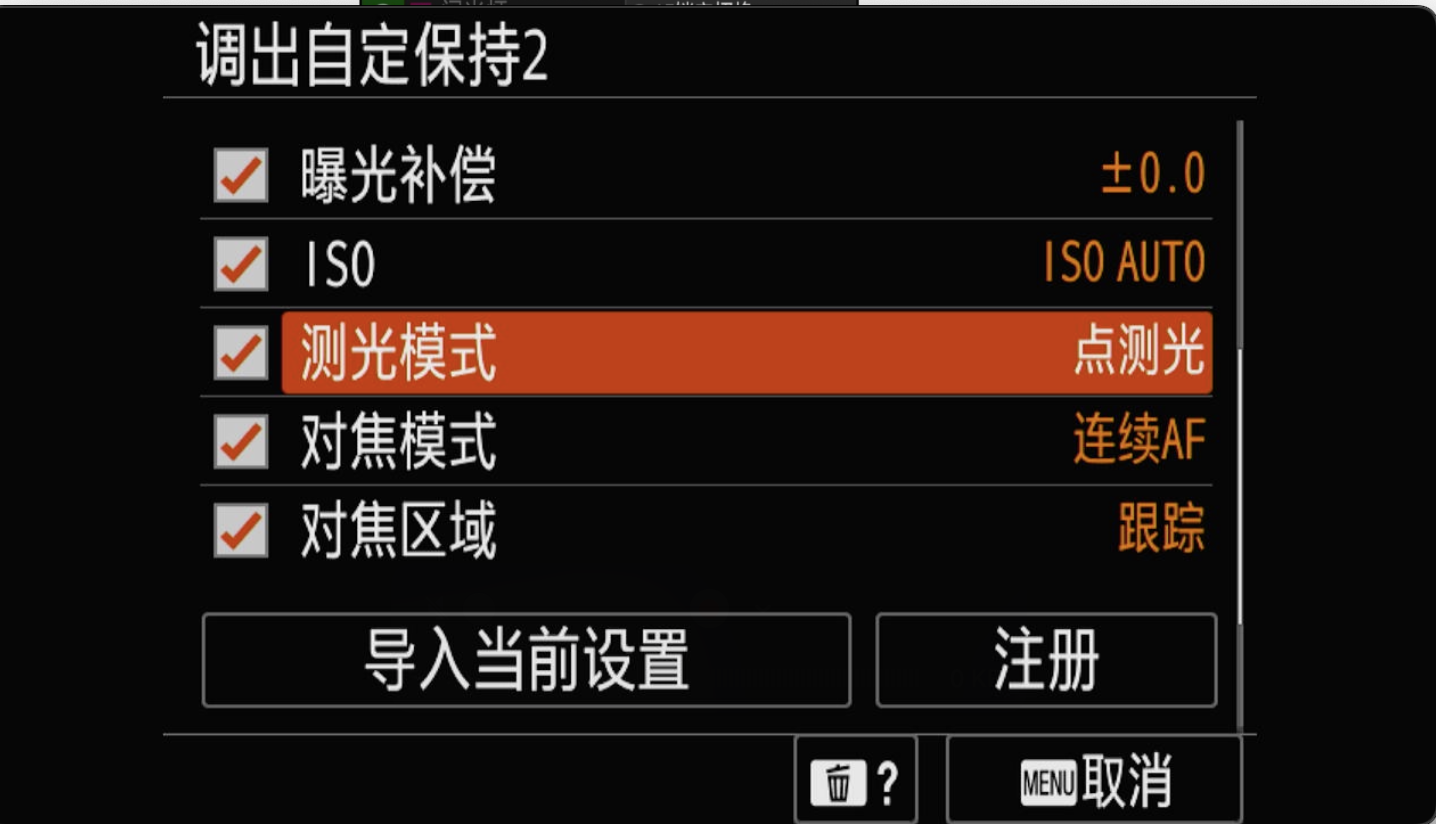 调出自定保持2
曝光补偿 ±0.0
ISO ISO AUTO
测光模式 点测光
对焦模式 连续AF
对焦区域 跟踪
导入当前设置 注册
? MENU 取消